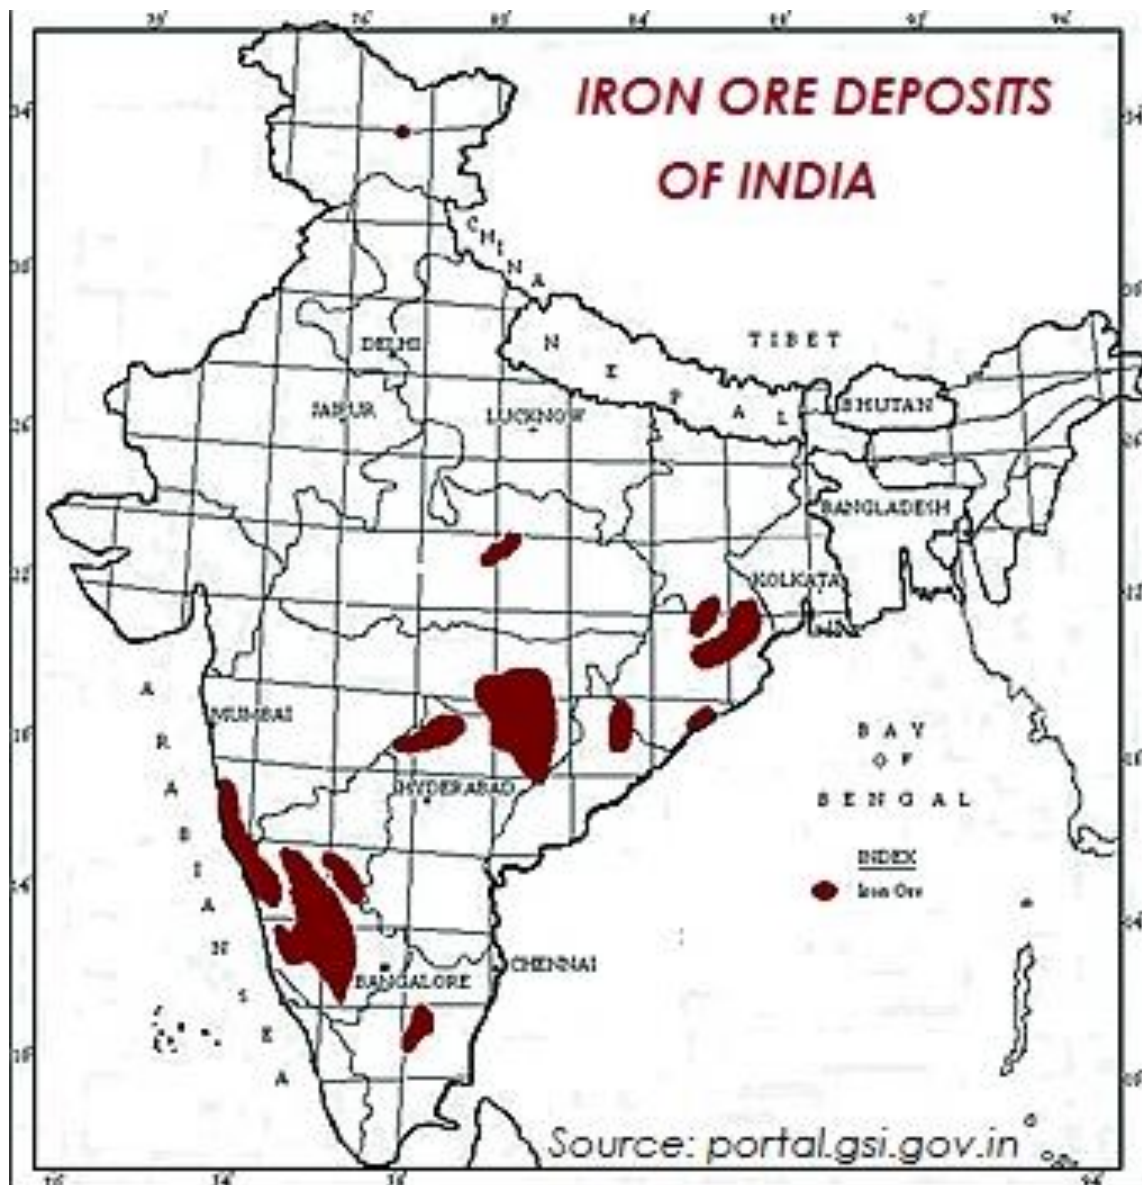 IRON ORE DEPOSITS
OF INDIA
CHINA
NEPAL
TIBET
DELHI
JAIPUR
LUCKNOW
BHUTAN
BANGLADESH
KOLKATA
MUMBAI
HYDERABAD
ARABIAN SEA
BAY
OF
BENGAL
INDEX
Iron Ore
BANGALORE
CHENNAI
Source: portal.gsi.gov.in